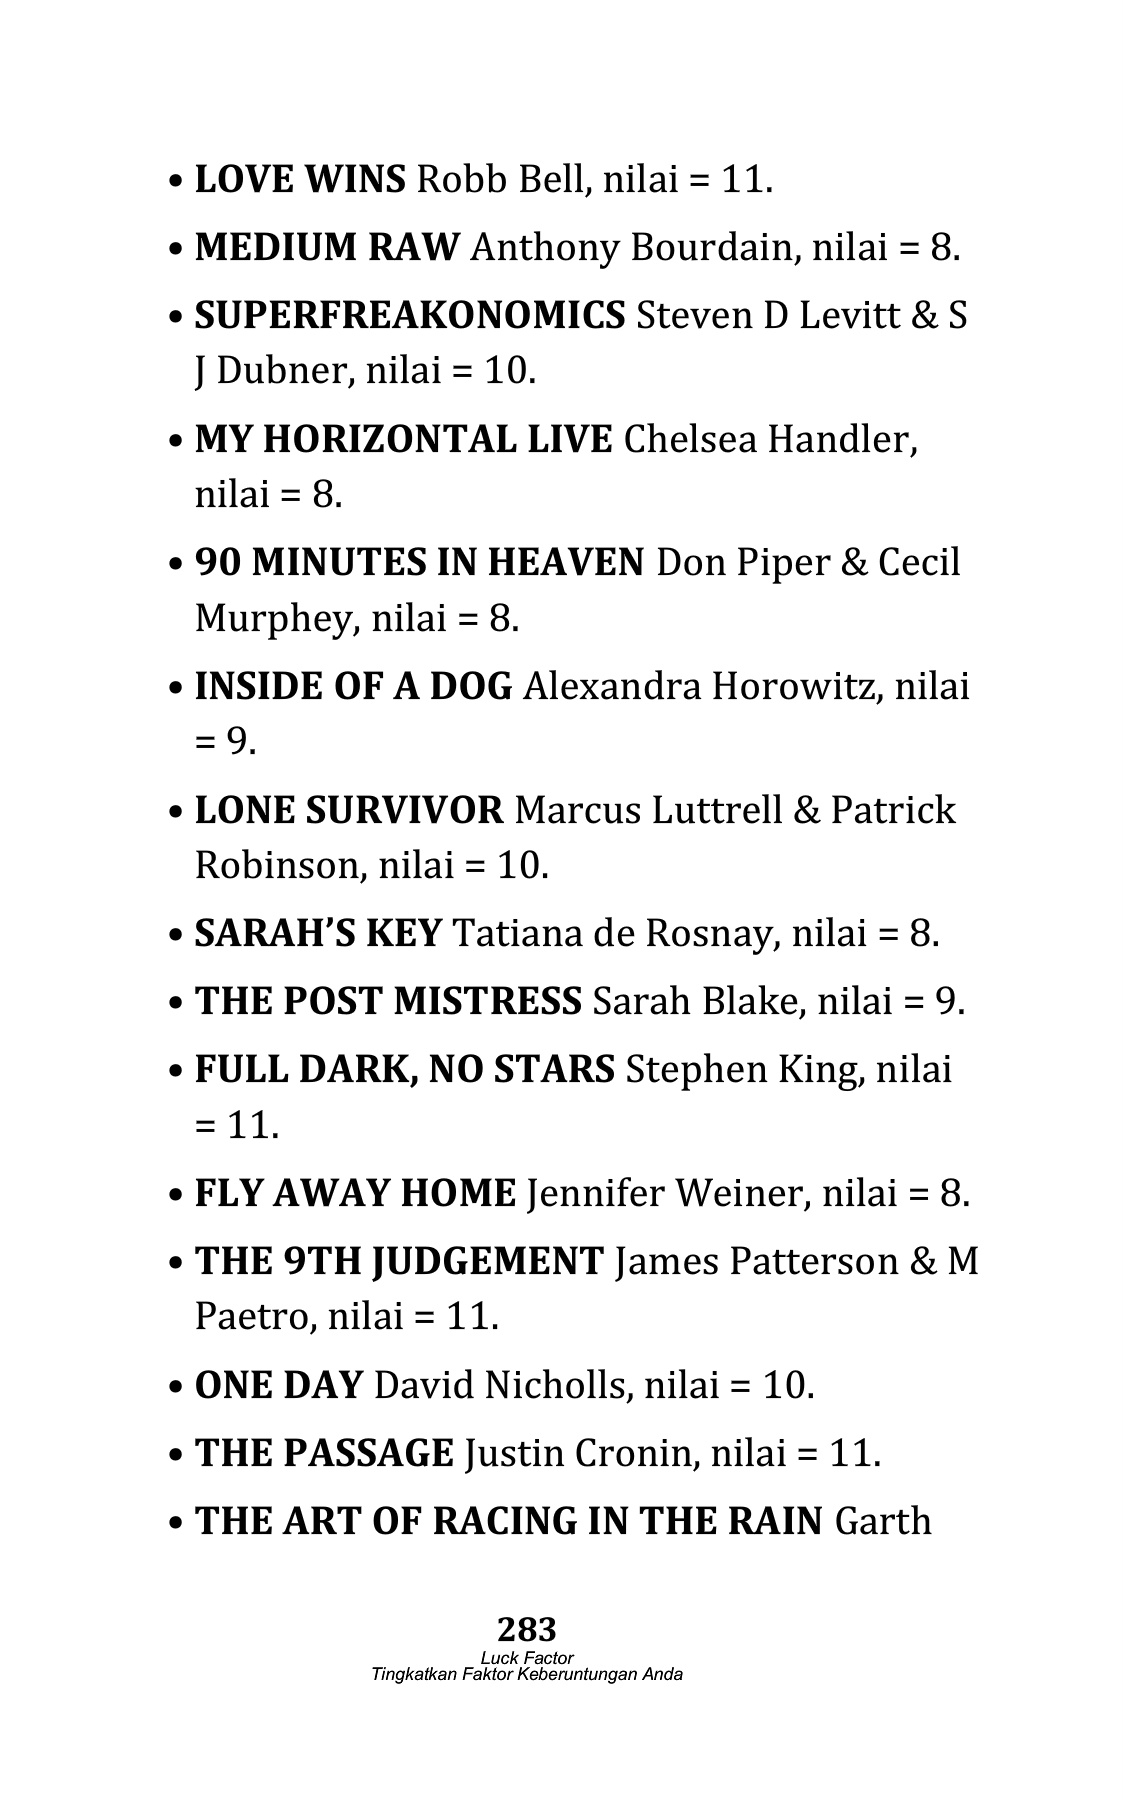 • LOVE WINS Robb Bell, nilai = 11.
• MEDIUM RAW Anthony Bourdain, nilai = 8.
• SUPERFREAKONOMICS Steven D Levitt & S
J Dubner, nilai = 10.
• MY HORIZONTAL LIVE Chelsea Handler,
nilai = 8.
• 90 MINUTES IN HEAVEN Don Piper & Cecil
Murphey, nilai = 8.
• INSIDE OF A DOG Alexandra Horowitz, nilai
= 9.
• LONE SURVIVOR Marcus Luttrell & Patrick
Robinson, nilai = 10.
• SARAH’S KEY Tatiana de Rosnay, nilai = 8.
• THE POST MISTRESS Sarah Blake, nilai = 9.
• FULL DARK, NO STARS Stephen King, nilai
= 11.
• FLY AWAY HOME Jennifer Weiner, nilai = 8.
• THE 9TH JUDGEMENT James Patterson & M
Paetro, nilai = 11.
• ONE DAY David Nicholls, nilai = 10.
• THE PASSAGE Justin Cronin, nilai = 11.
• THE ART OF RACING IN THE RAIN Garth
283
Luck Factor
Tingkatkan Faktor Keberuntungan Anda